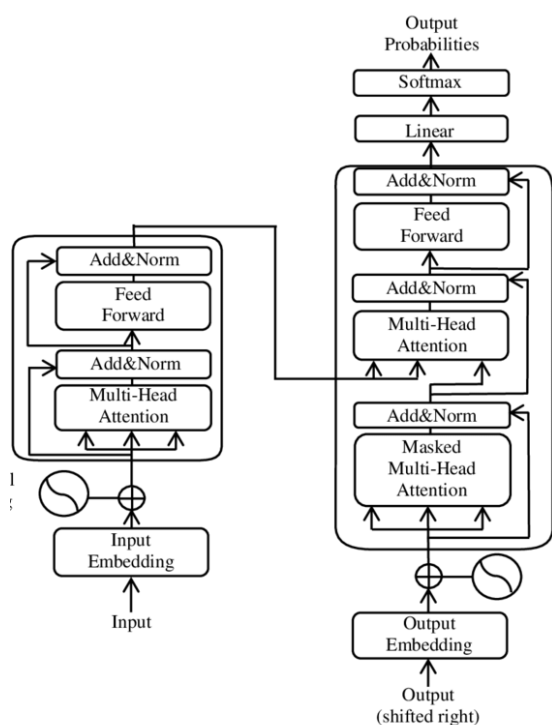 Output
Probabilities
Softmax
Linear
Add&Norm
Feed
Forward
Add&Norm
Multi-Head
Attention
Add&Norm
Masked
Multi-Head
Attention
Output
Embedding
Output
(shifted right)
Add&Norm
Feed
Forward
Add&Norm
Multi-Head
Attention
Input
Embedding
Input